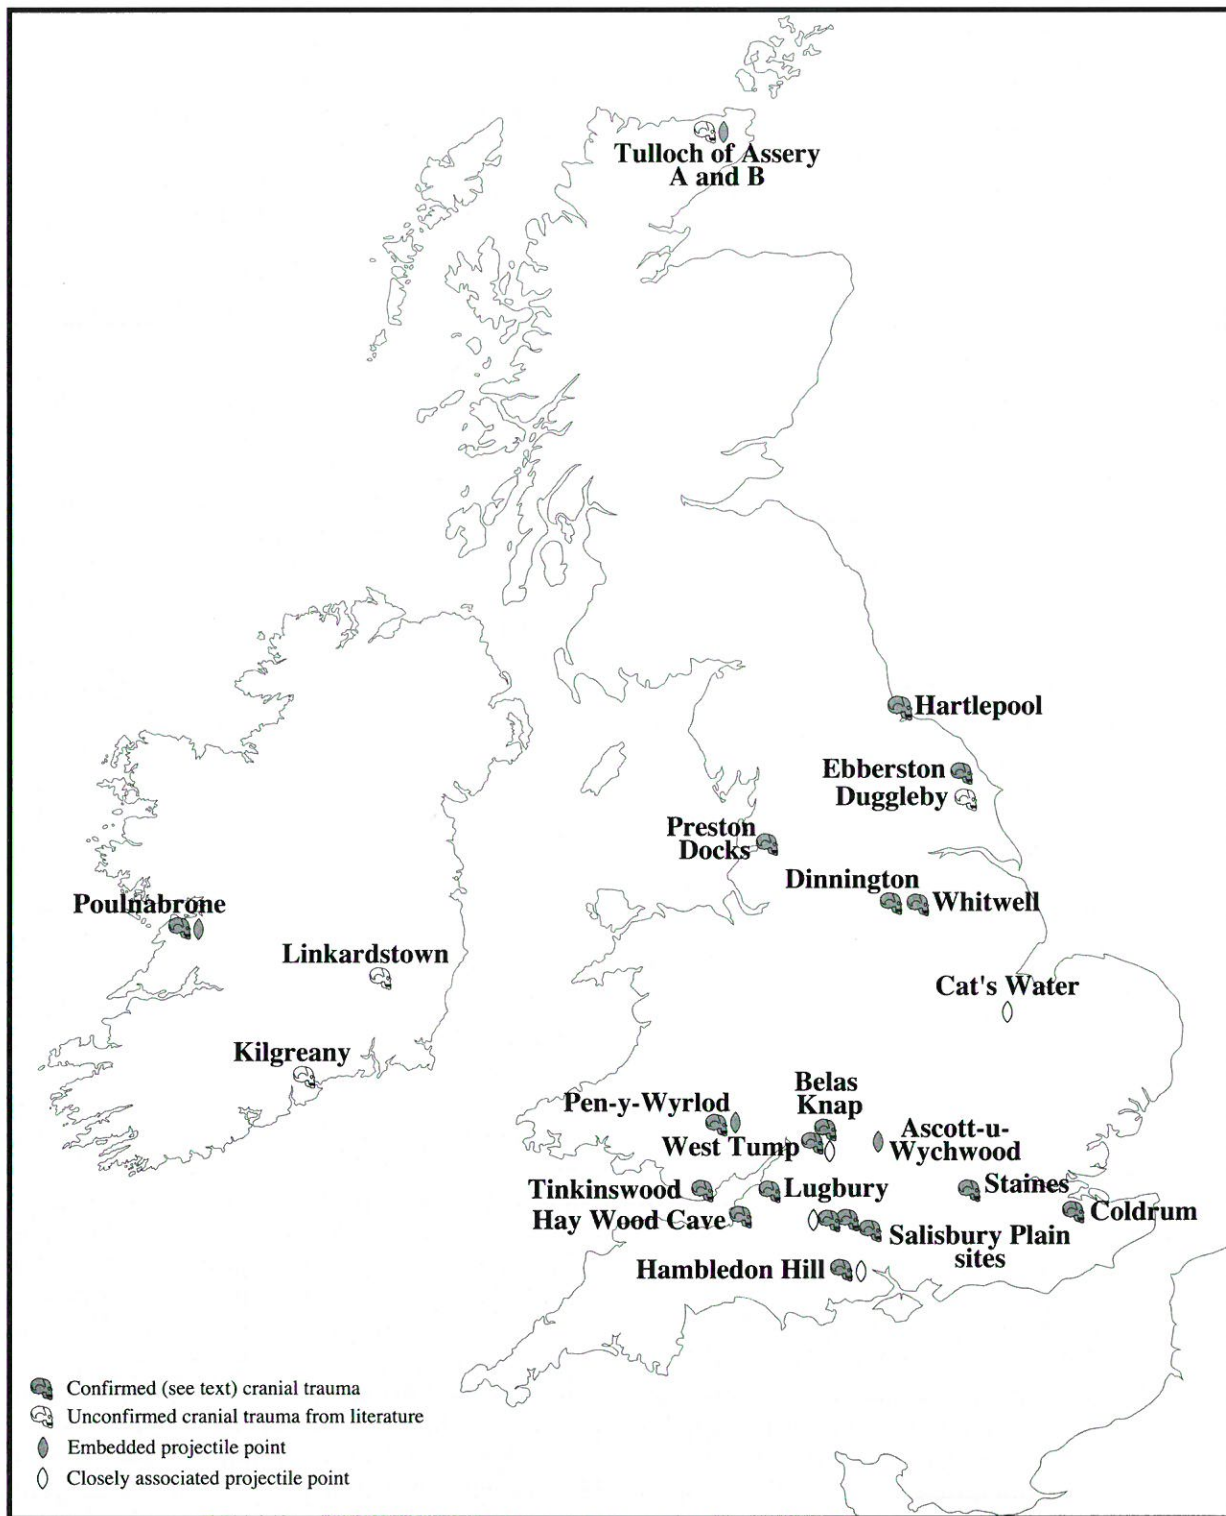 Tulloch of Assery
A and B
Hartlepool
Ebberston
Duggleby
Preston
Docks
Dinnington
Whitwell
Poulnabrone
Linkardstown
Cat's Water
Kilgreany
Belas
Knap
Pen-y-Wyrlod
Ascott-u-
Wychwood
West Tump
Tinkinswood
Lugbury
Staines
Coldrum
Hay Wood Cave
Salisbury Plain
sites
Hambledon Hill
Confirmed (see text) cranial trauma
Unconfirmed cranial trauma from literature
Embedded projectile point
Closely associated projectile point